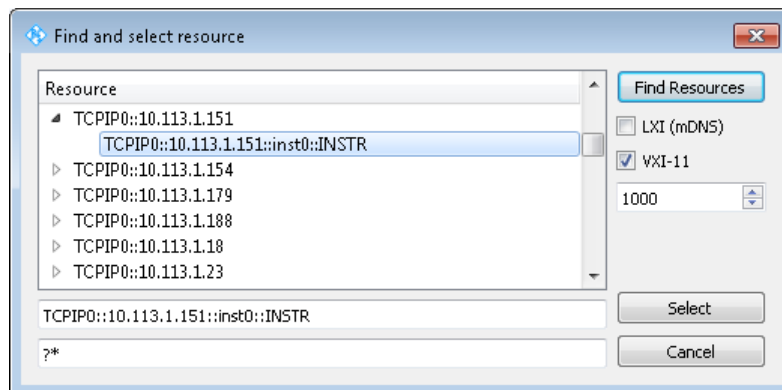 Find and select resource
Resource
TCPIP0::10.113.1.151
TCPIP0::10.113.1.151::inst0::INSTR
TCPIP0::10.113.1.154
TCPIP0::10.113.1.179
TCPIP0::10.113.1.188
TCPIP0::10.113.1.18
TCPIP0::10.113.1.23
TCPIP0::10.113.1.151::inst0::INSTR
?*
Find Resources
LXI (mDNS)
VXI-11
1000
Select
Cancel